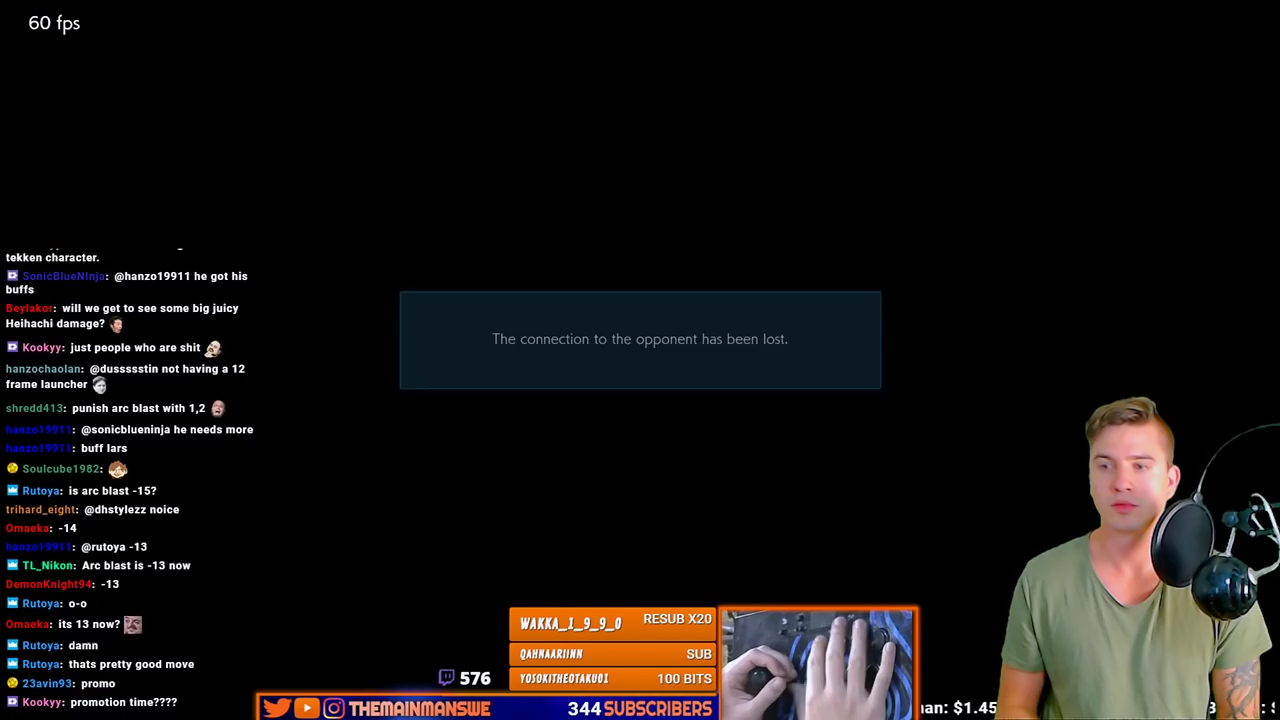 60 fps
tekken character.
SonicBlueNInja: @hanzo19911 he got his
buffs
Beylakor: will we get to see some big juicy
Heihachi damage?
Kookyy: just people who are shit
hanzochaolan: @dussssstin not having a 12
frame launcher
shredd413: punish arc blast with 1,2
hanzo19911: @sonicblueninja he needs more
hanzo19911: buff lars
Soulcube1982:
Rutoya: is arc blast -15?
trihard_eight: @dhstylezz noice
Omaeka: -14
hanzo19911: @rutoya -13
TL_Nikon: Arc blast is -13 now
DemonKnight94: -13
Rutoya: o-o
Omaeka: its 13 now?
Rutoya: damn
Rutoya: thats pretty good move
23avin93: promo
Kookyy: promotion time????
The connection to the opponent has been lost.
WAKKA_1_9_9_0 RESUB X20
QAHNAARIINN SUB
YOSOKITHEOTAKU01 100 BITS
576
THEMAINMANSWE 344 SUBSCRIBERS
nan: $1.45